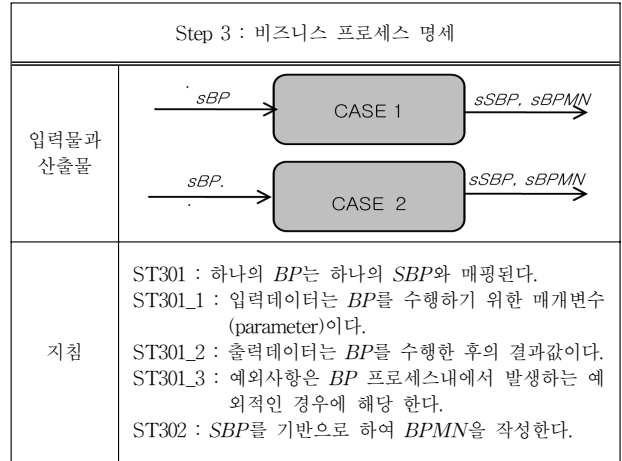 Step 3 : 비즈니스 프로세스 명세
입력물과
산출물
sBP
CASE 1
sSBP, sBPMN
sBP.
CASE 2
sSBP, sBPMN
지침
ST301 : 하나의 BP는 하나의 SBP와 매핑된다.
ST301_1 : 입력데이터는 BP를 수행하기 위한 매개변수
(parameter)이다.
ST301_2 : 출력데이터는 BP를 수행한 후의 결과값이다.
ST301_3 : 예외사항은 BP 프로세스내에서 발생하는 예
외적인 경우에 해당 한다.
ST302 : SBP를 기반으로 하여 BPMN을 작성한다.